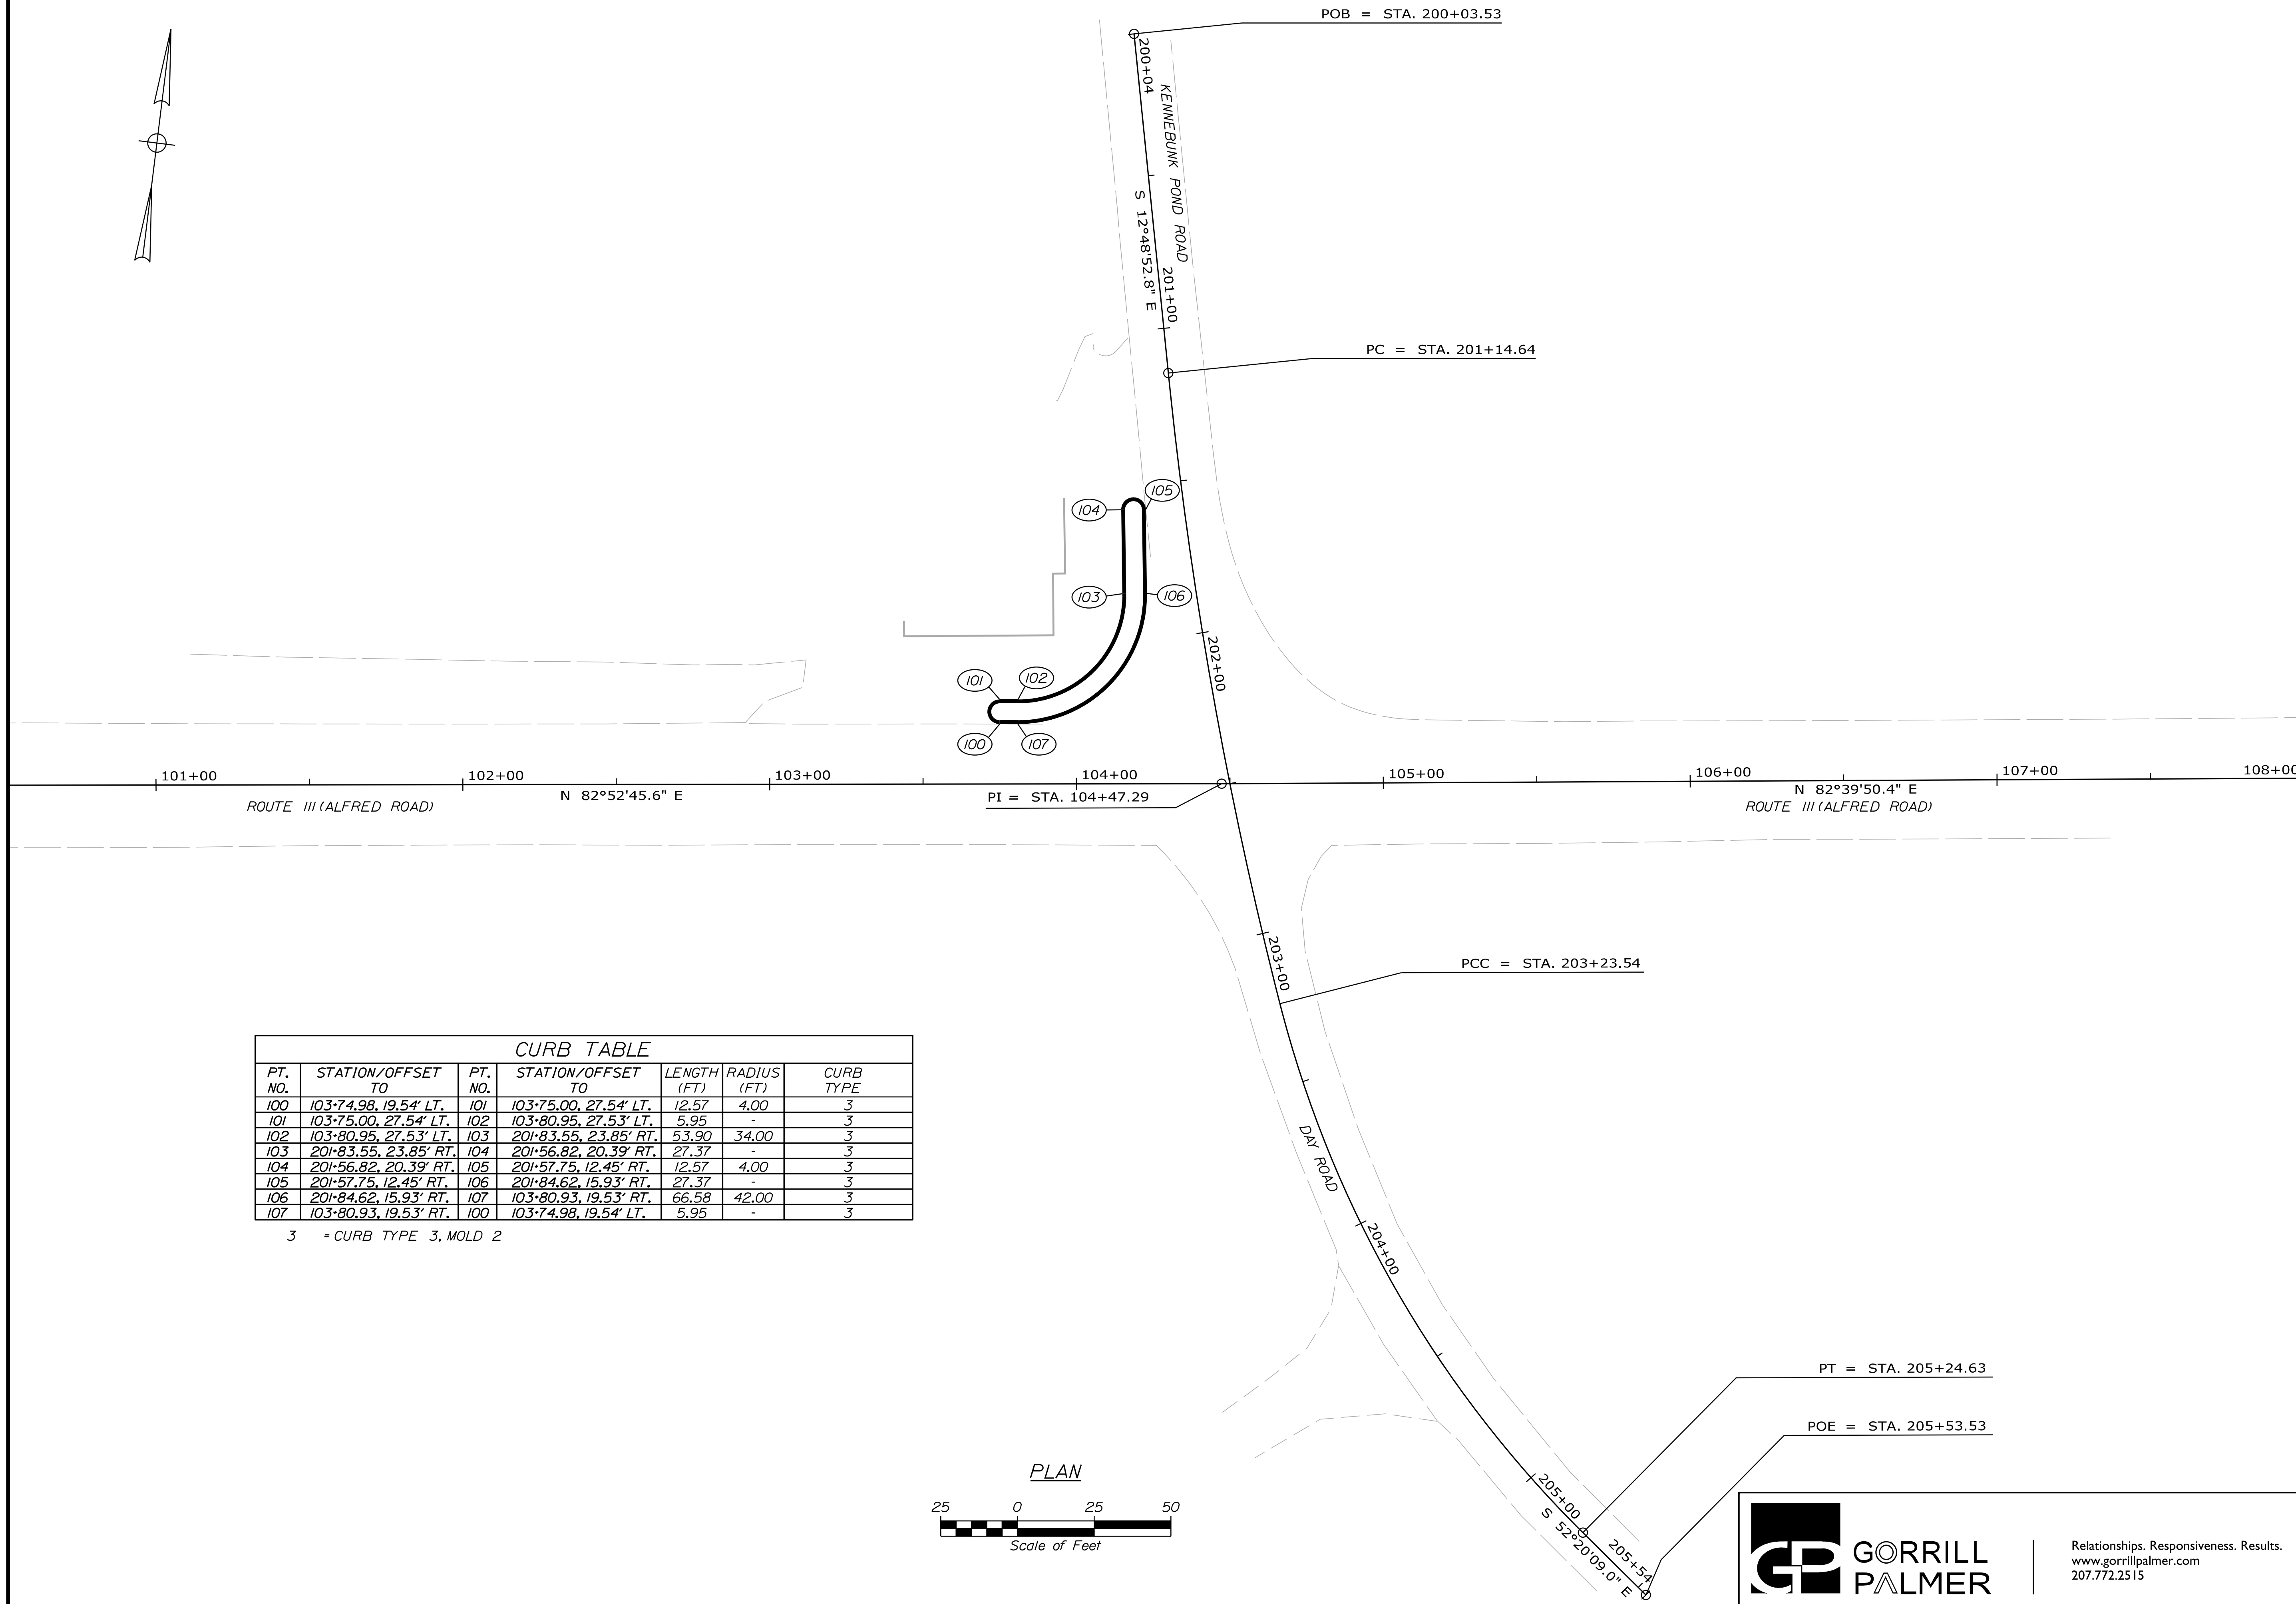 POB = STA. 200+03.53
200+04
KENNEBUNK POND ROAD
S 12°48'52.8" E
201+00
PC = STA. 201+14.64
105
104
103
106
202+00
101
102
100
107
101+00
102+00
103+00
104+00
105+00
106+00
107+00
108+00
N 82°52'45.6" E
PI = STA. 104+47.29
N 82°39'50.4" E
ROUTE 111 (ALFRED ROAD)
ROUTE 111 (ALFRED ROAD)
203+00
PCC = STA. 203+23.54
CURB TABLE
PT. STATION/OFFSET PT. STATION/OFFSET LENGTH RADIUS CURB
NO. TO NO. TO (FT) (FT) TYPE
100 103+74.98, 19.54' LT. 101 103+75.00, 27.54' LT. 12.57 4.00 3
101 103+75.00, 27.54' LT. 102 103+80.95, 27.53' LT. 5.95 - 3
102 103+80.95, 27.53' LT. 103 201+83.55, 23.85' RT. 53.90 34.00 3
103 201+83.55, 23.85' RT. 104 201+56.82, 20.39' RT. 27.37 - 3
104 201+56.82, 20.39' RT. 105 201+57.75, 12.45' RT. 12.57 4.00 3
105 201+57.75, 12.45' RT. 106 201+84.62, 15.93' RT. 27.37 - 3
106 201+84.62, 15.93' RT. 107 103+80.93, 19.53' RT. 66.58 42.00 3
107 103+80.93, 19.53' RT. 100 103+74.98, 19.54' LT. 5.95 - 3
3 = CURB TYPE 3, MOLD 2
DAY ROAD
204+00
PT = STA. 205+24.63
POE = STA. 205+53.53
205+00
S 52°20'09.0" E
205+54
PLAN
25 0 25 50
Scale of Feet
GP
GORRILL
PALMER
Relationships. Responsiveness. Results.
www.gorrillpalmer.com
207.772.2515